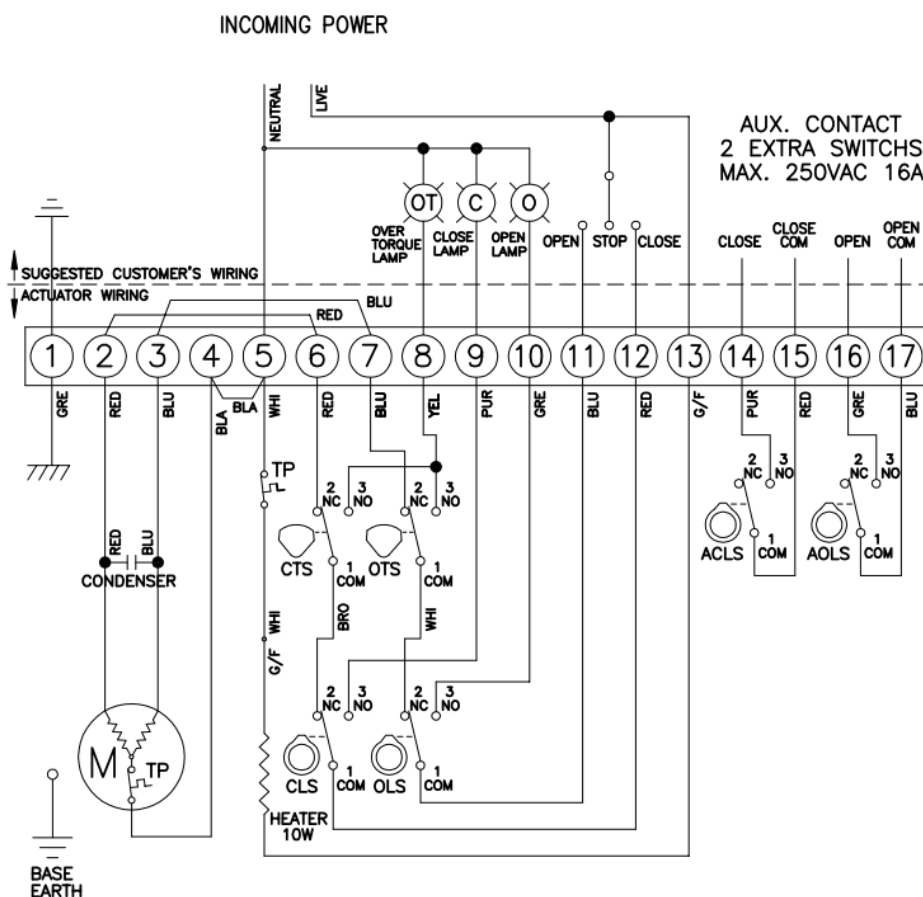 INCOMING POWER
NEUTRAL
LIVE
AUX. CONTACT
2 EXTRA SWITCHS
MAX. 250VAC 16A
OT
C
O
OVER
TORQUE
LAMP
CLOSE
LAMP
OPEN
LAMP
OPEN
STOP
CLOSE
CLOSE
CLOSE
COM
OPEN
OPEN
COM
SUGGESTED CUSTOMER'S WIRING
ACTUATOR WIRING
BLU
RED
1
2
3
4
5
6
7
8
9
10
11
12
13
14
15
16
17
GRE
RED
BLU
BLA
BLA
WHI
RED
BLU
YEL
PUR
GRE
BLU
RED
G/F
PUR
RED
GRE
BLU
TP
2
NC
3
NO
2
NC
3
NO
2
NC
3
NO
2
NC
3
NO
RED
BLU
CONDENSER
CTS
OTS
1
COM
1
COM
ACLS
1
COM
AOLS
1
COM
WHI
G/F
BRO
WHI
2
NC
3
NO
2
NC
3
NO
M
TP
CLS
1
COM
OLS
1
COM
HEATER
10W
BASE
EARTH